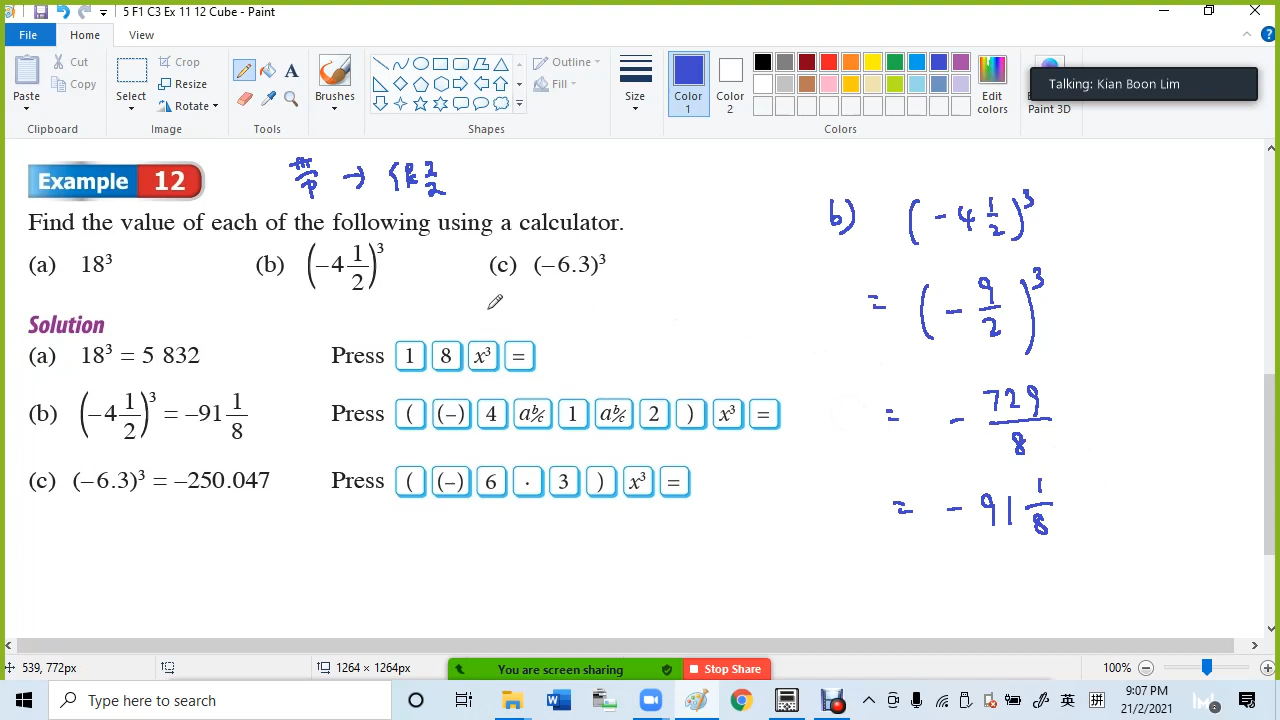 5 F1 C3 Ex 11 12 Cube - Paint
File Home View
Paste Cut Copy
Clipboard
Select Crop Resize Rotate
Image
A
Tools
Brushes
Outline Fill
Shapes
Size
Color 1 Color 2 Edit colors
Paint 3D
Colors
Talking: Kian Boon Lim
Example 12
Find the value of each of the following using a calculator.
(a) 18³ (b) (−4 1/2)³ (c) (−6.3)³
Solution
(a) 18³ = 5 832 Press 1 8 x³ =
(b) (−4 1/2)³ = −91 1/8 Press ( (−) 4 a b/c 1 a b/c 2 ) x³ =
(c) (−6.3)³ = −250.047 Press ( (−) 6 · 3 ) x³ =
b) (− 4 1/2)³
= (− 9/2)³
= − 729/8
= − 91 1/8
539, 772px 1264 × 1264px 100%
You are screen sharing Stop Share
Type here to search
英 拼 9:07 PM
21/2/2021